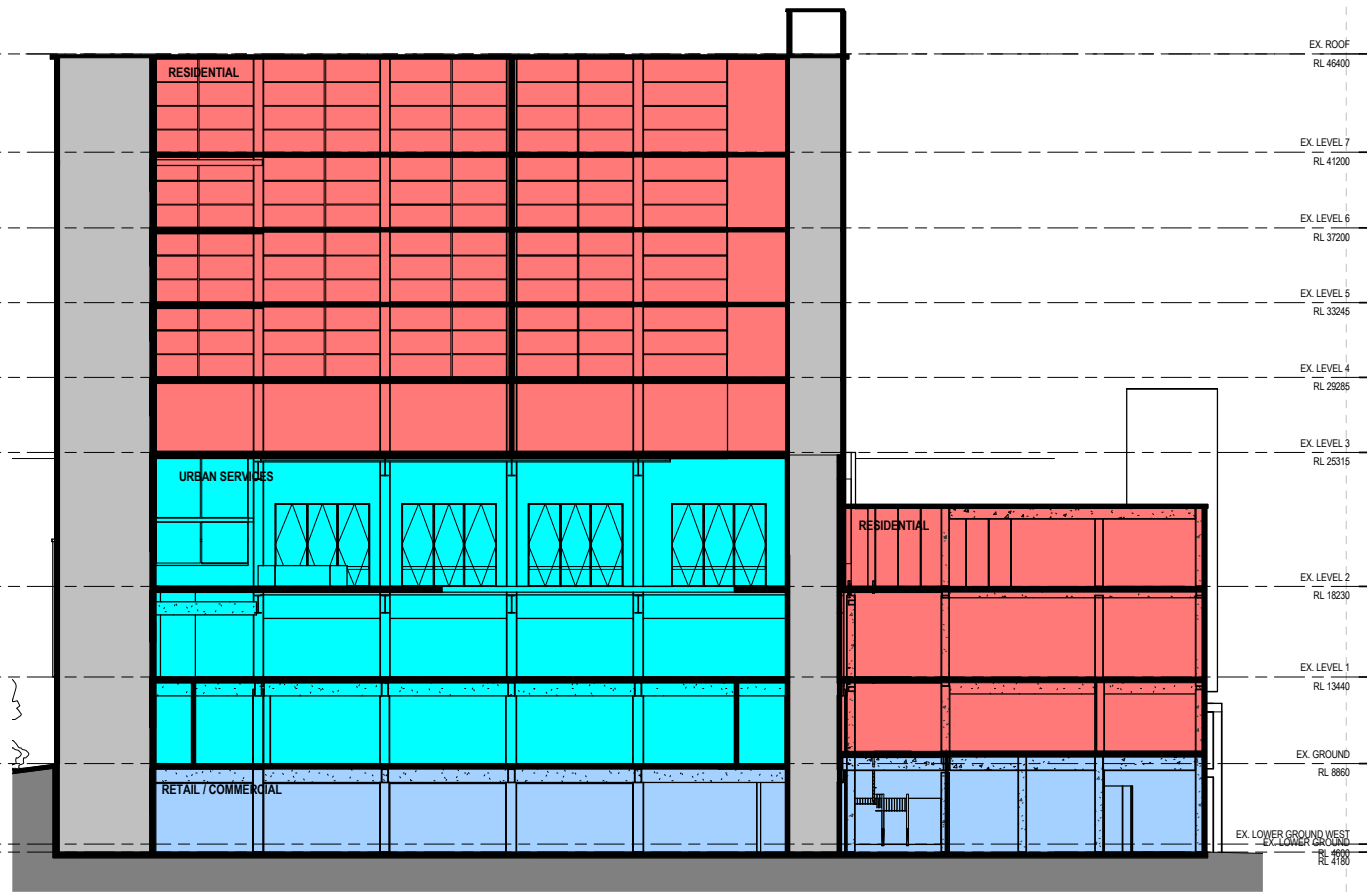 EX. ROOF
RL 46400
RESIDENTIAL
EX. LEVEL 7
RL 41200
EX. LEVEL 6
RL 37200
EX. LEVEL 5
RL 33245
EX. LEVEL 4
RL 29285
EX. LEVEL 3
RL 25315
URBAN SERVICES
RESIDENTIAL
EX. LEVEL 2
RL 18230
EX. LEVEL 1
RL 13440
EX. GROUND
RL 8860
RETAIL / COMMERCIAL
EX. LOWER GROUND WEST
EX. LOWER GROUND
RL 4600
RL 4180